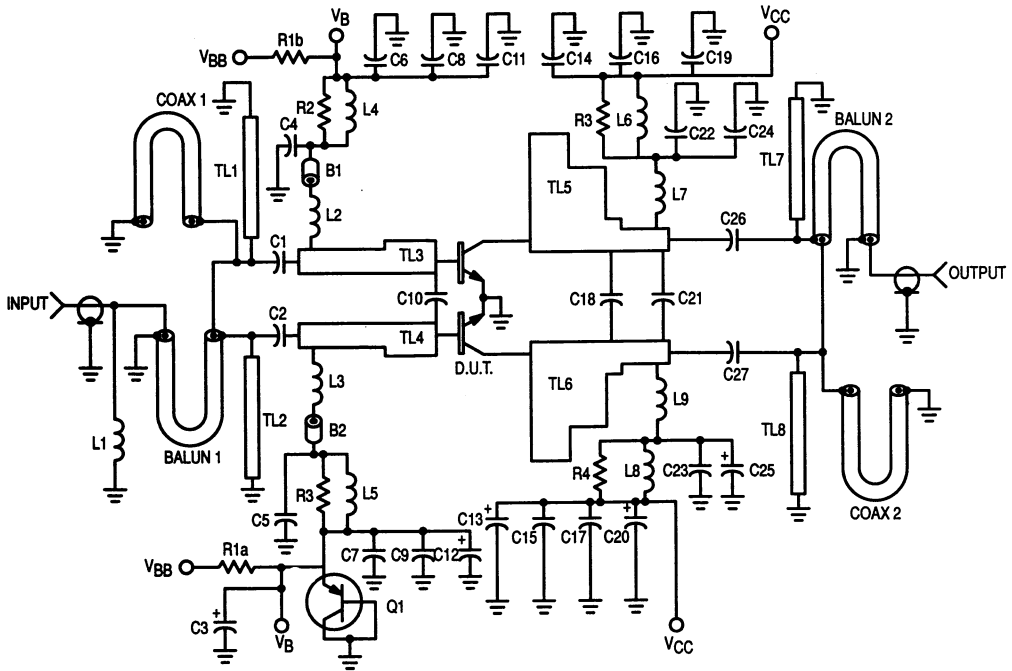 VB
VCC
VBB
R1b
C6
C8
C11
C14
C16
C19
COAX 1
R2
L4
R3
L6
C22
C24
BALUN 2
C4
TL1
B1
TL5
TL7
L2
L7
C26
C1
TL3
OUTPUT
INPUT
C10
C18
C21
C2
TL4
D.U.T.
C27
L3
TL6
L9
L1
TL2
B2
TL8
BALUN 1
R4
L8
C23
+
C25
R3
L5
C5
C7
C9
+
C12
+
C13
C15
C17
+
C20
COAX 2
R1a
VBB
Q1
+
C3
VB
VCC